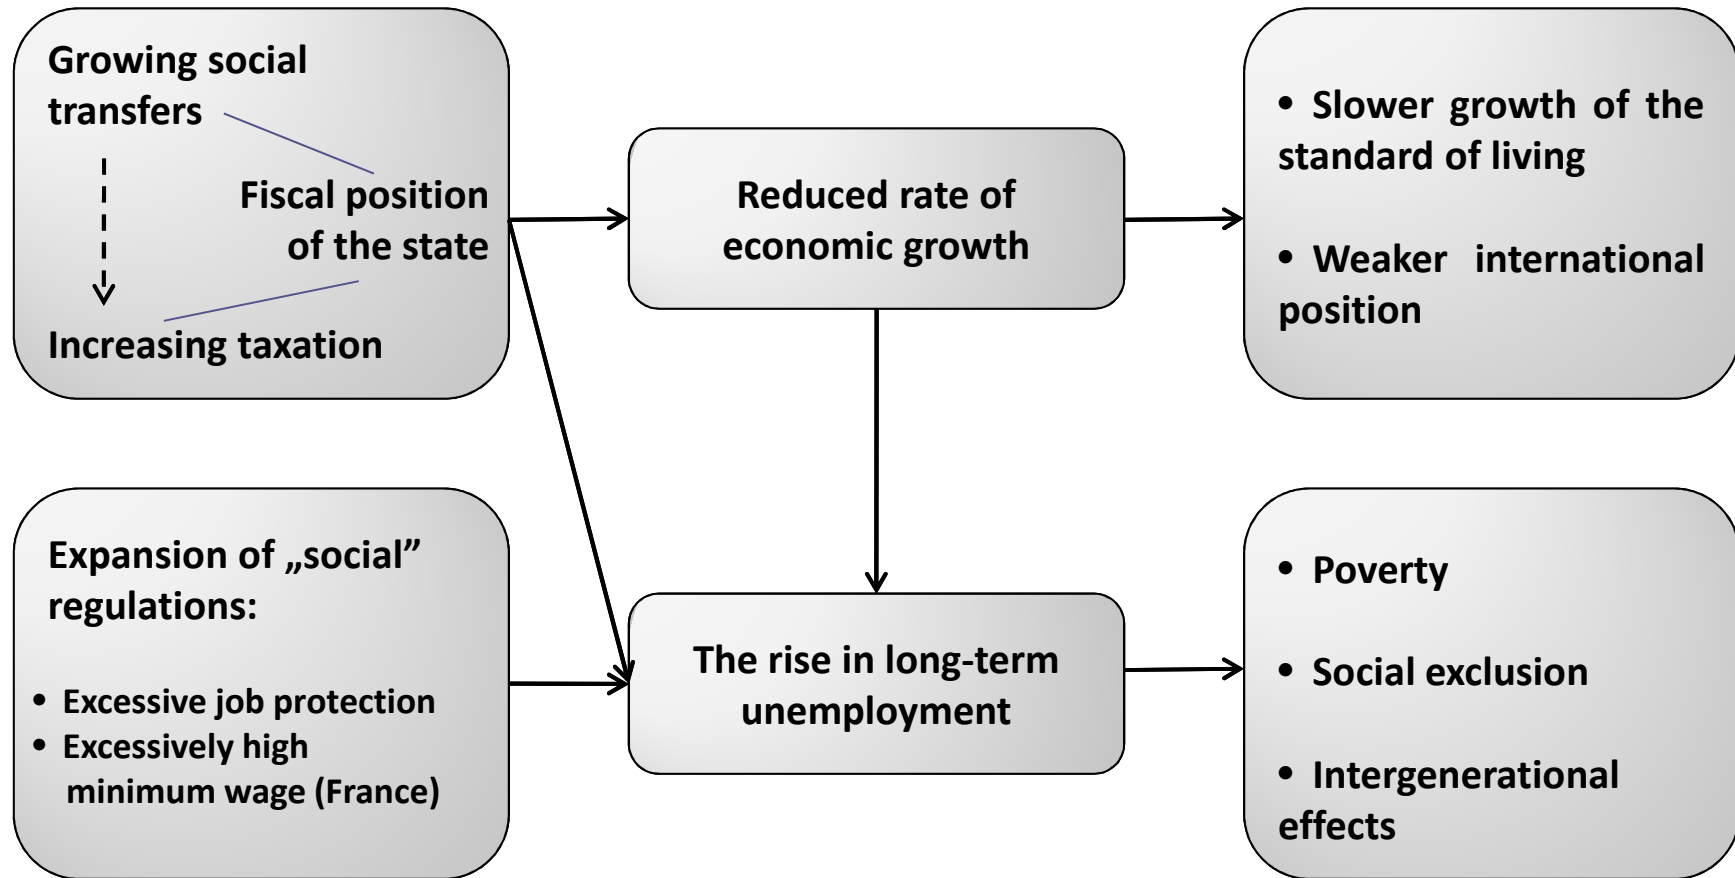 Growing social
transfers
Fiscal position
of the state
Increasing taxation
Reduced rate of
economic growth
• Slower growth of the
standard of living
• Weaker international
position
Expansion of „social”
regulations:
• Excessive job protection
• Excessively high
minimum wage (France)
The rise in long-term
unemployment
• Poverty
• Social exclusion
• Intergenerational
effects